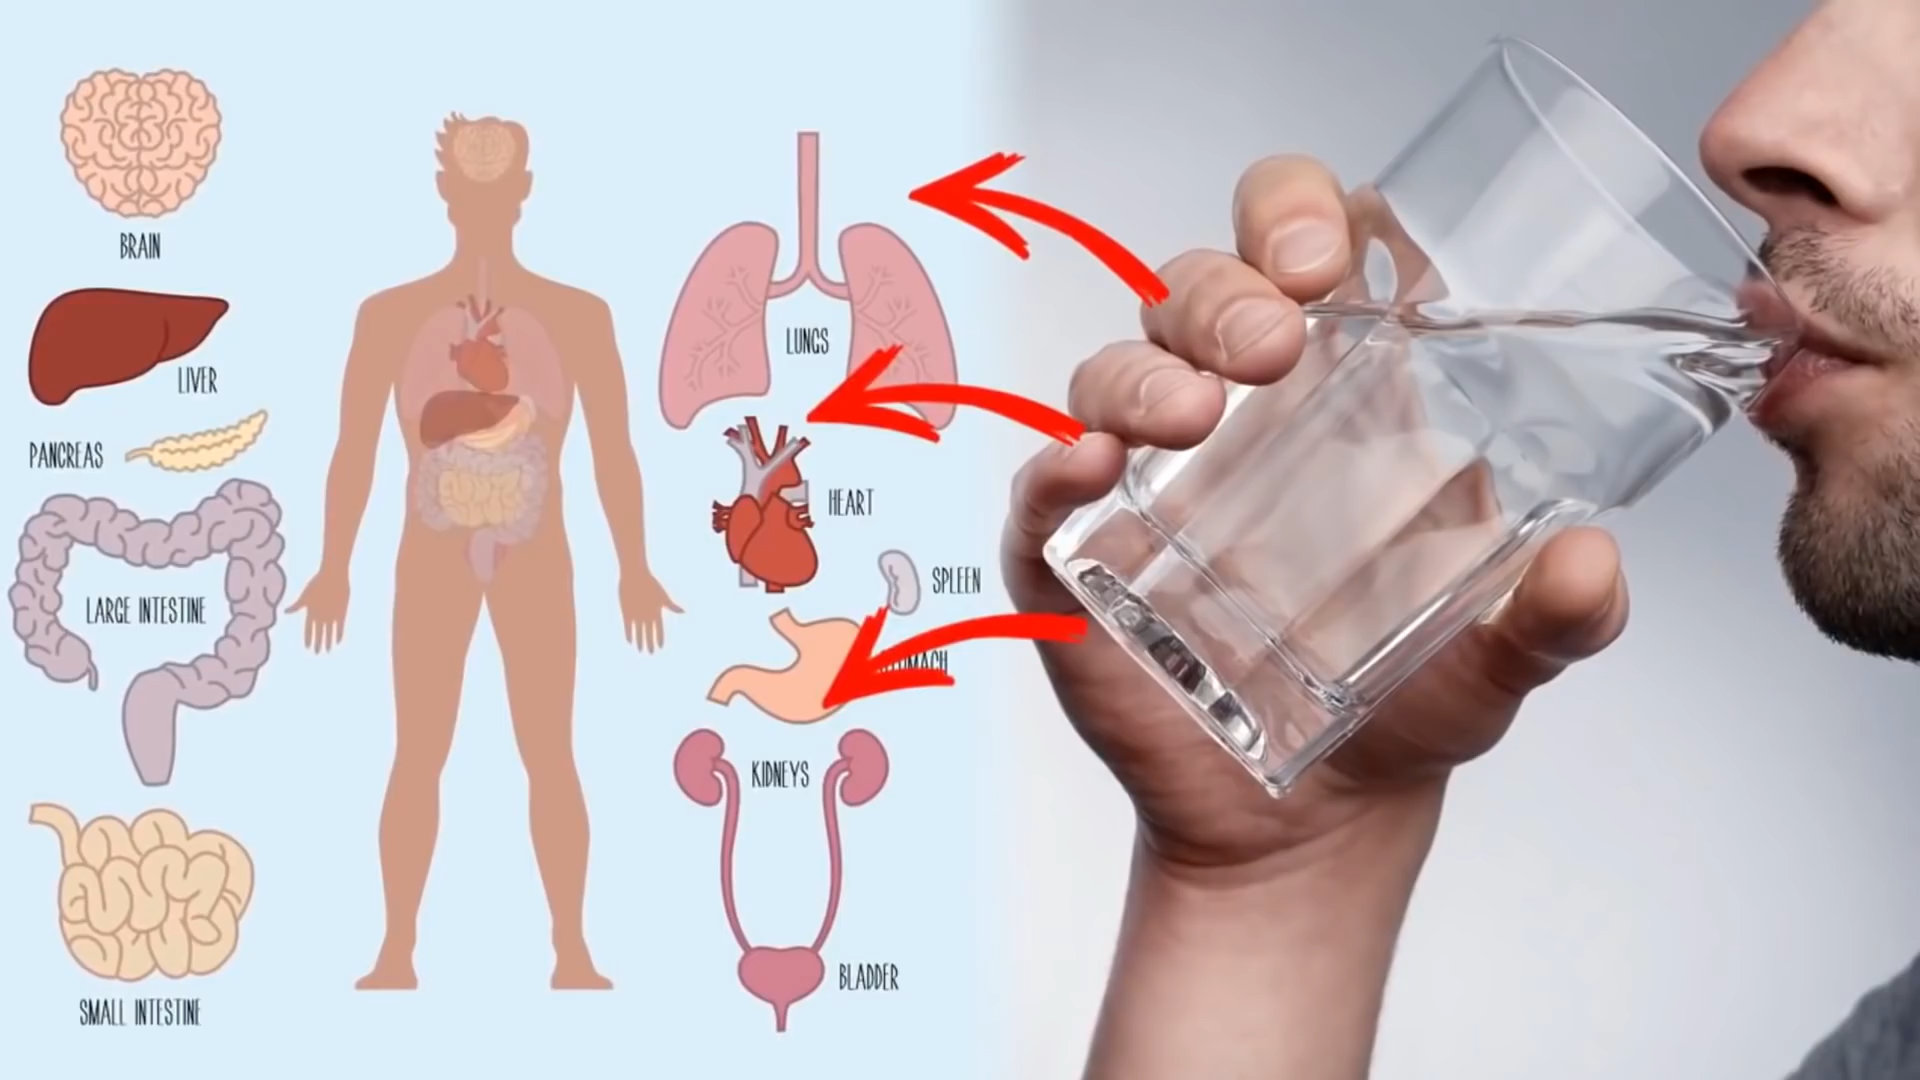 BRAIN
LIVER
PANCREAS
LARGE INTESTINE
SMALL INTESTINE
LUNGS
HEART
SPLEEN
KIDNEYS
BLADDER